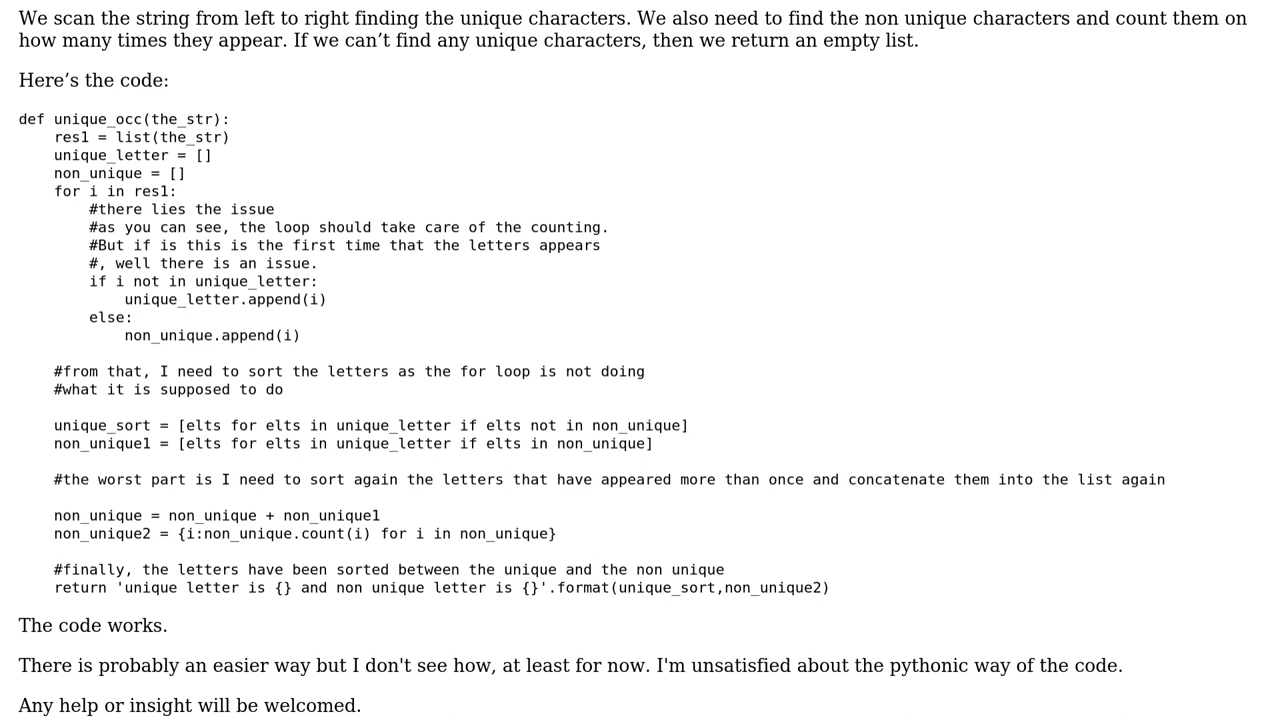 We scan the string from left to right finding the unique characters. We also need to find the non unique characters and count them on
how many times they appear. If we can’t find any unique characters, then we return an empty list.
Here’s the code:
def unique_occ(the_str):
    res1 = list(the_str)
    unique_letter = []
    non_unique = []
    for i in res1:
        #there lies the issue
        #as you can see, the loop should take care of the counting.
        #But if is this is the first time that the letters appears
        #, well there is an issue.
        if i not in unique_letter:
            unique_letter.append(i)
        else:
            non_unique.append(i)
    #from that, I need to sort the letters as the for loop is not doing
    #what it is supposed to do
    unique_sort = [elts for elts in unique_letter if elts not in non_unique]
    non_unique1 = [elts for elts in unique_letter if elts in non_unique]
    #the worst part is I need to sort again the letters that have appeared more than once and concatenate them into the list again
    non_unique = non_unique + non_unique1
    non_unique2 = {i:non_unique.count(i) for i in non_unique}
    #finally, the letters have been sorted between the unique and the non unique
    return 'unique letter is {} and non unique letter is {}'.format(unique_sort,non_unique2)
The code works.
There is probably an easier way but I don't see how, at least for now. I'm unsatisfied about the pythonic way of the code.
Any help or insight will be welcomed.